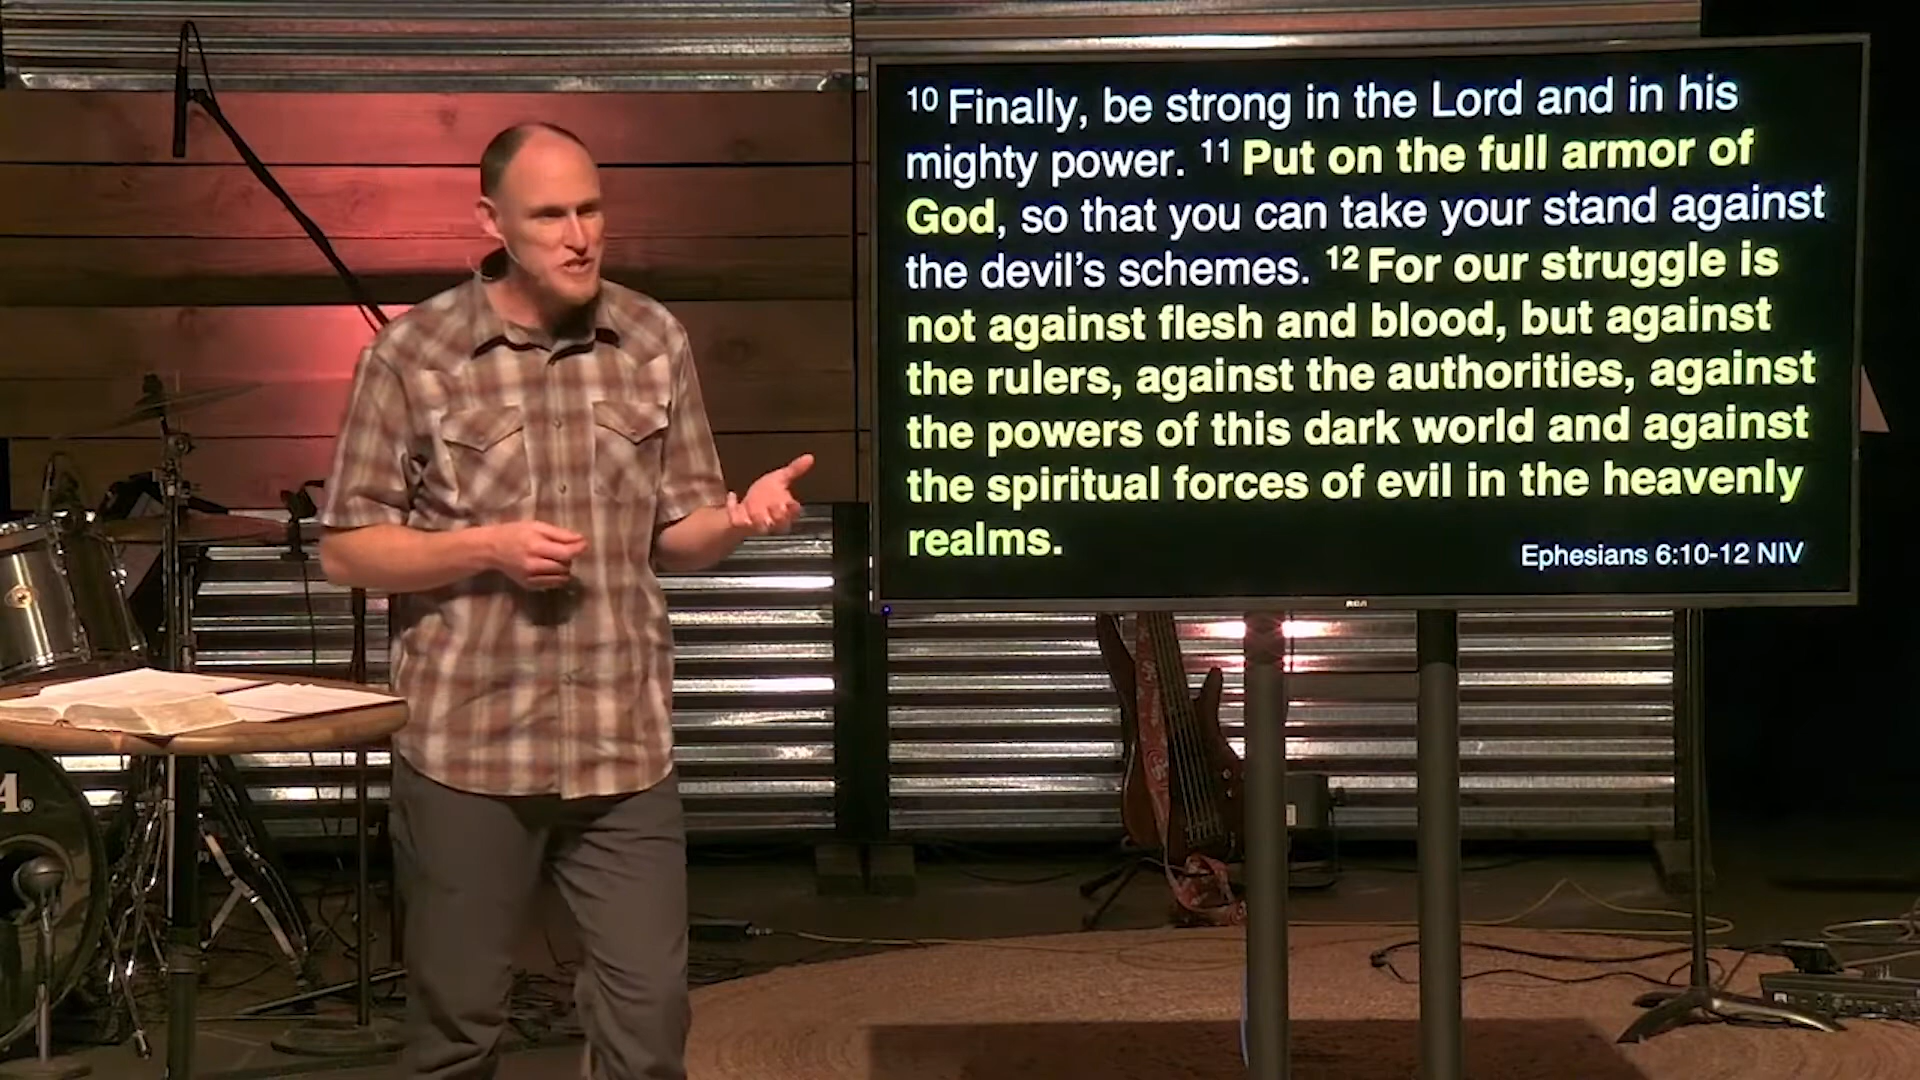 10 Finally, be strong in the Lord and in his
mighty power. 11 Put on the full armor of
God, so that you can take your stand against
the devil’s schemes. 12 For our struggle is
not against flesh and blood, but against
the rulers, against the authorities, against
the powers of this dark world and against
the spiritual forces of evil in the heavenly
realms.
Ephesians 6:10-12 NIV
RCA
A®